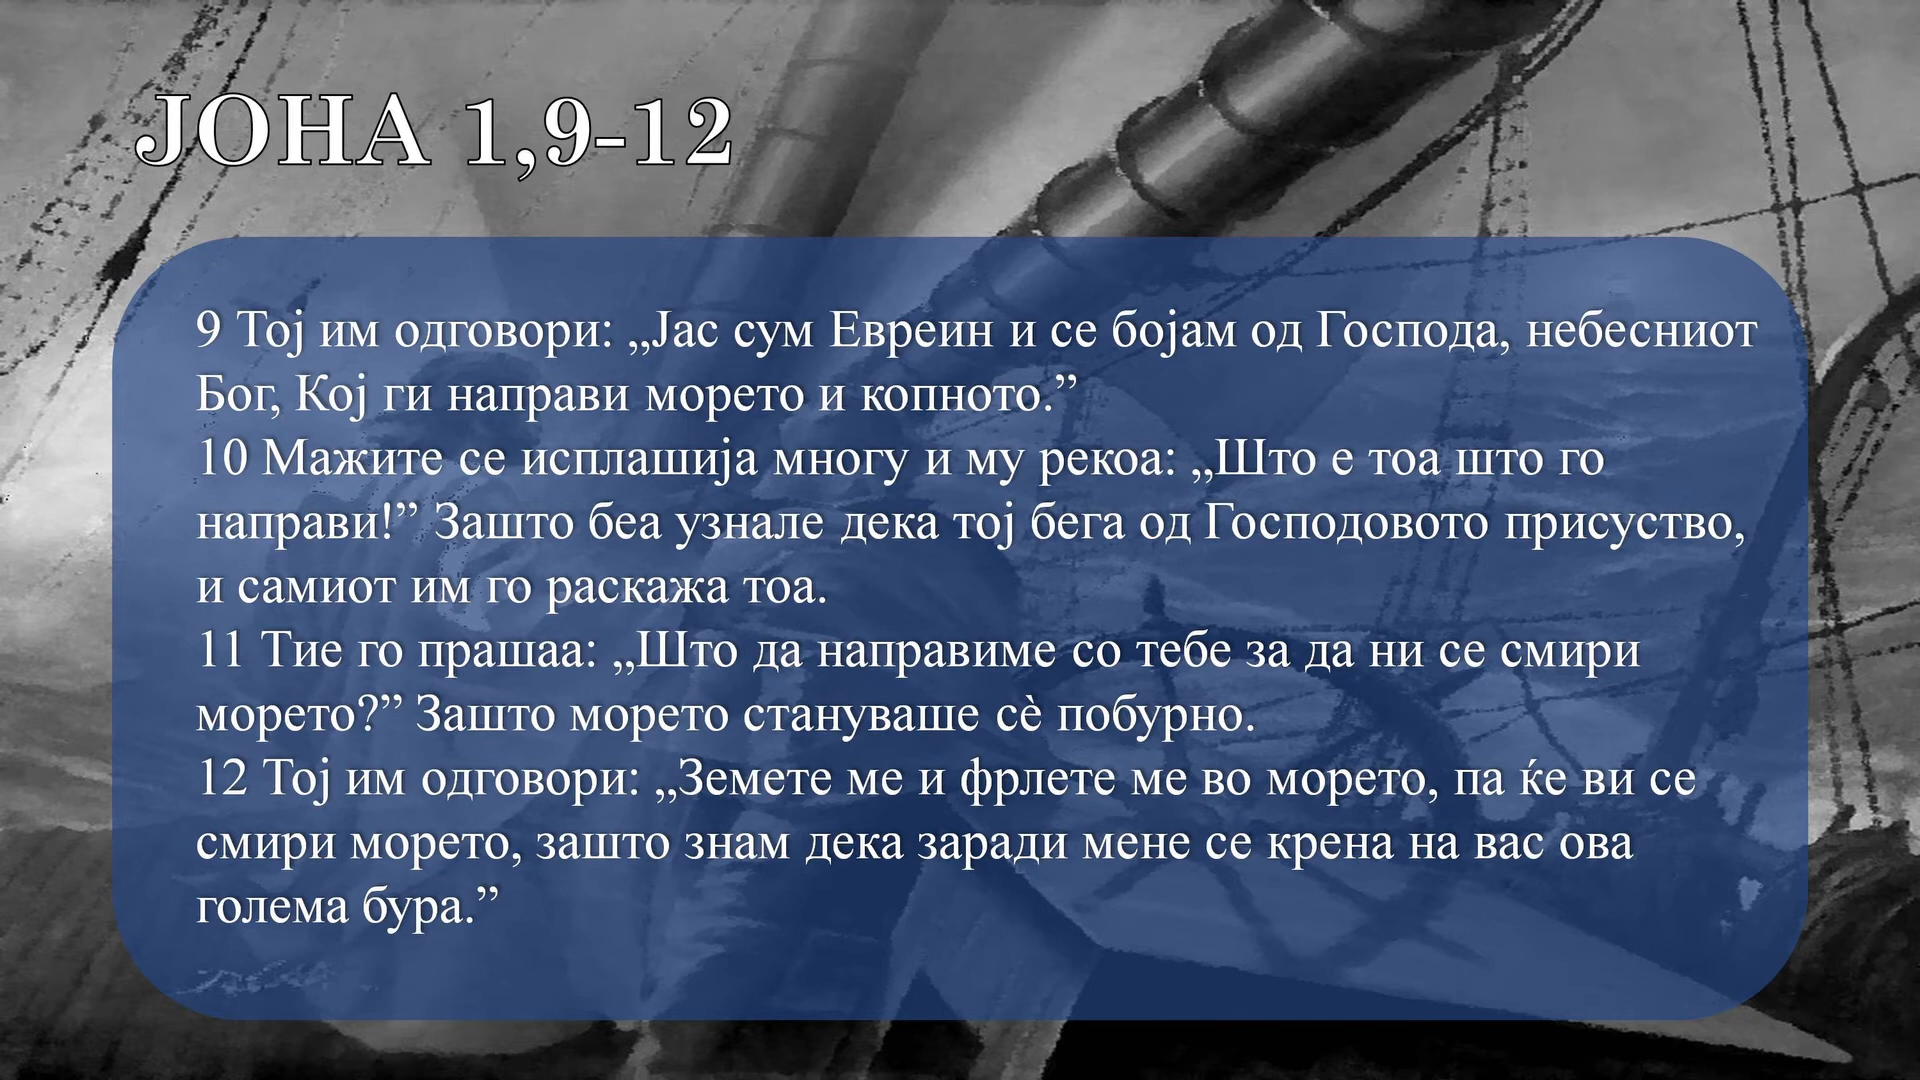 ЈОНА 1,9-12
9 Тој им одговори: „Јас сум Евреин и се бојам од Господа, небесниот
Бог, Кој ги направи морето и копното.”
10 Мажите се исплашија многу и му рекоа: „Што е тоа што го
направи!” Зашто беа узнале дека тој бега од Господовото присуство,
и самиот им го раскажа тоа.
11 Тие го прашаа: „Што да направиме со тебе за да ни се смири
морето?” Зашто морето стануваше сѐ побурно.
12 Тој им одговори: „Земете ме и фрлете ме во морето, па ќе ви се
смири морето, зашто знам дека заради мене се крена на вас ова
голема бура.”